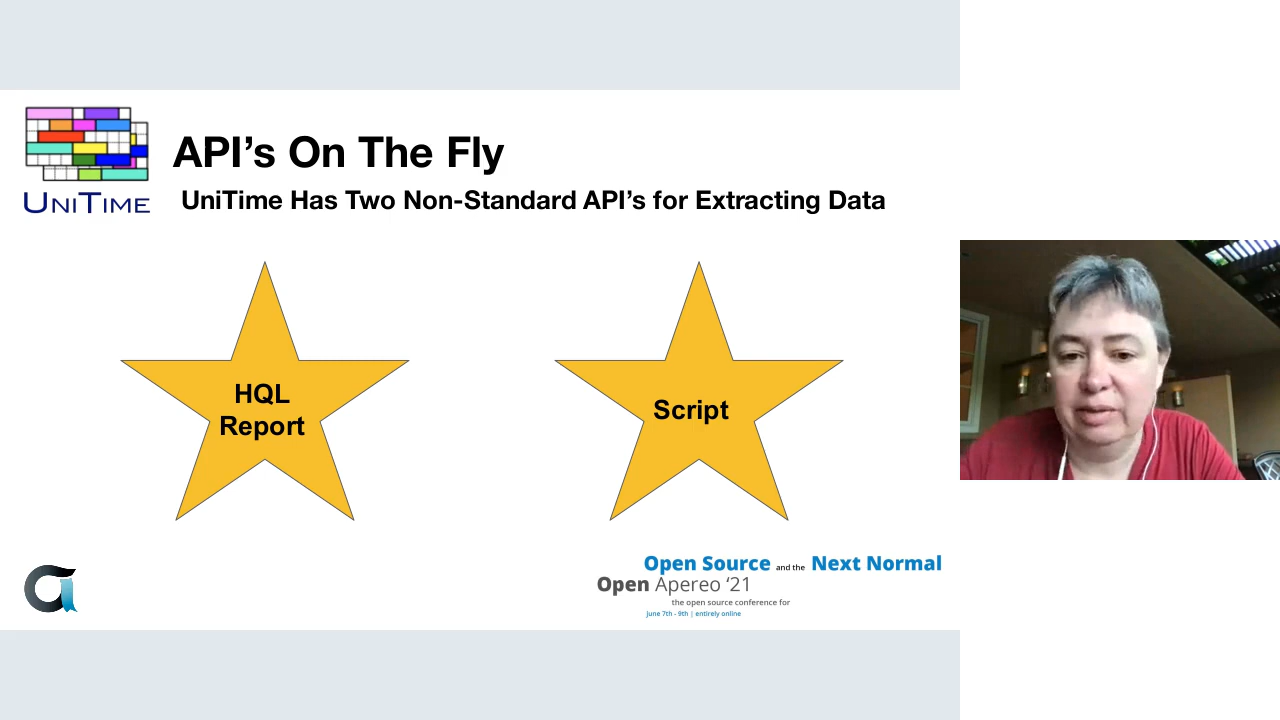 API’s On The Fly
UNITIME
UniTime Has Two Non-Standard API’s for Extracting Data
HQL
Report
Script
Open Source and the Next Normal
Open Apereo ‘21
the open source conference for
June 7th - 9th | entirely online